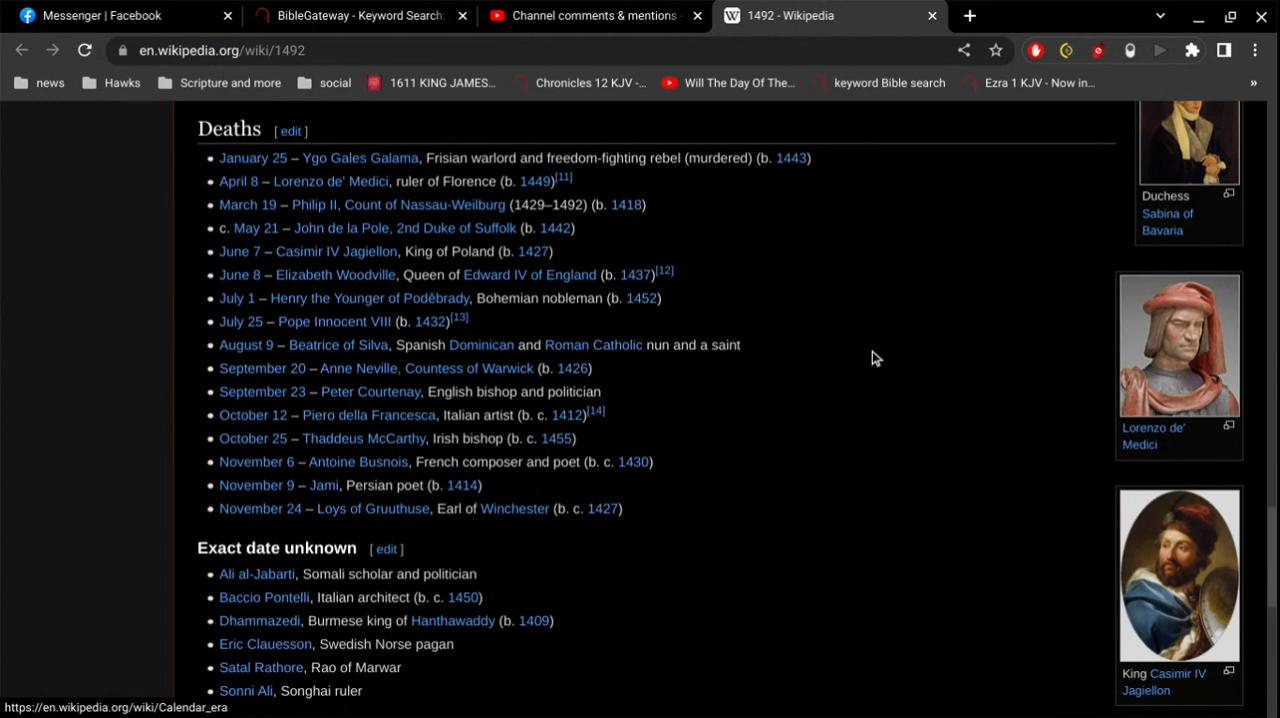 Messenger | Facebook
BibleGateway - Keyword Search:
Channel comments & mentions -
1492 - Wikipedia
en.wikipedia.org/wiki/1492
news
Hawks
Scripture and more
social
1611 KING JAMES...
Chronicles 12 KJV -...
Will The Day Of The...
keyword Bible search
Ezra 1 KJV - Now in...
»
Deaths [ edit ]
• January 25 – Ygo Gales Galama, Frisian warlord and freedom-fighting rebel (murdered) (b. 1443)
• April 8 – Lorenzo de' Medici, ruler of Florence (b. 1449)[11]
• March 19 – Philip II, Count of Nassau-Weilburg (1429–1492) (b. 1418)
• c. May 21 – John de la Pole, 2nd Duke of Suffolk (b. 1442)
• June 7 – Casimir IV Jagiellon, King of Poland (b. 1427)
• June 8 – Elizabeth Woodville, Queen of Edward IV of England (b. 1437)[12]
• July 1 – Henry the Younger of Poděbrady, Bohemian nobleman (b. 1452)
• July 25 – Pope Innocent VIII (b. 1432)[13]
• August 9 – Beatrice of Silva, Spanish Dominican and Roman Catholic nun and a saint
• September 20 – Anne Neville, Countess of Warwick (b. 1426)
• September 23 – Peter Courtenay, English bishop and politician
• October 12 – Piero della Francesca, Italian artist (b. c. 1412)[14]
• October 25 – Thaddeus McCarthy, Irish bishop (b. c. 1455)
• November 6 – Antoine Busnois, French composer and poet (b. c. 1430)
• November 9 – Jami, Persian poet (b. 1414)
• November 24 – Loys of Gruuthuse, Earl of Winchester (b. c. 1427)
Exact date unknown [ edit ]
• Ali al-Jabarti, Somali scholar and politician
• Baccio Pontelli, Italian architect (b. c. 1450)
• Dhammazedi, Burmese king of Hanthawaddy (b. 1409)
• Eric Clauesson, Swedish Norse pagan
• Satal Rathore, Rao of Marwar
• Sonni Ali, Songhai ruler
Duchess
Sabina of
Bavaria
Lorenzo de'
Medici
King Casimir IV
Jagiellon
https://en.wikipedia.org/wiki/Calendar_era